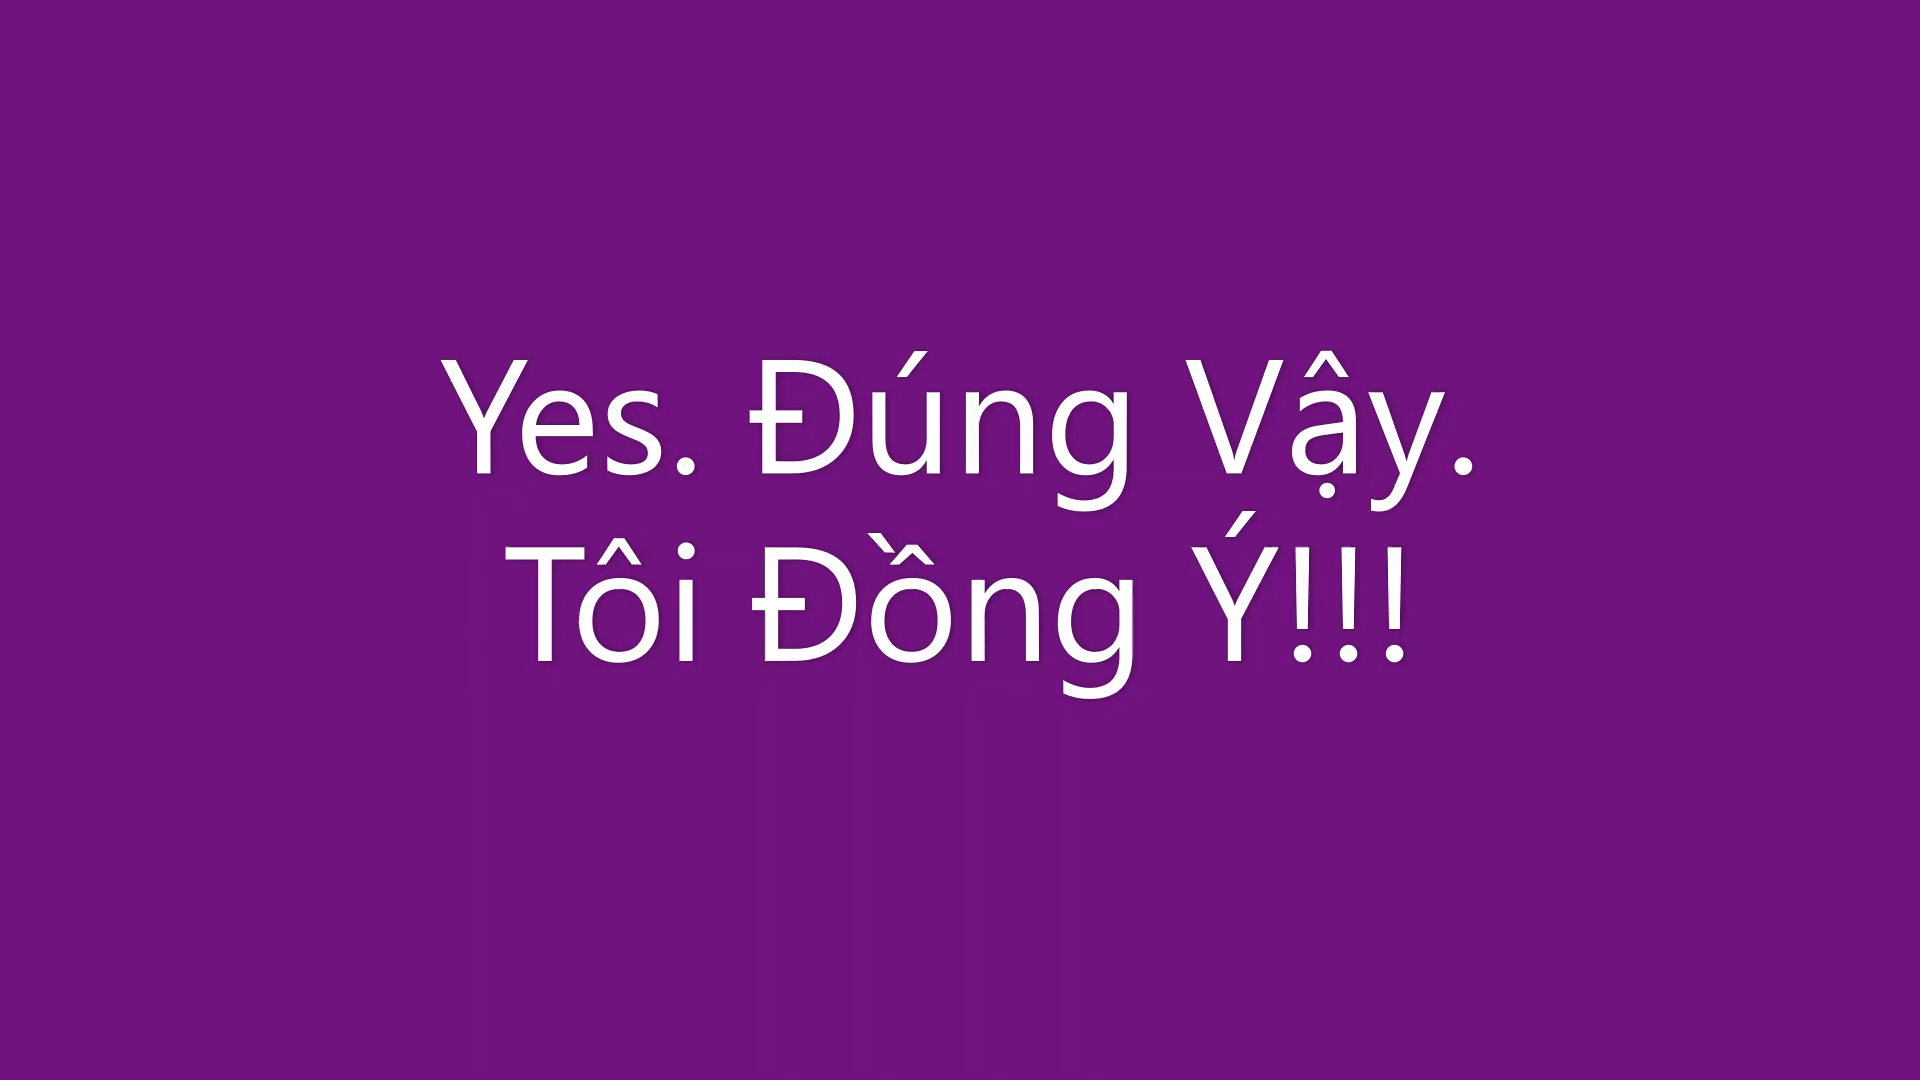 Yes. Đúng Vậy.
Tôi Đồng Ý!!!